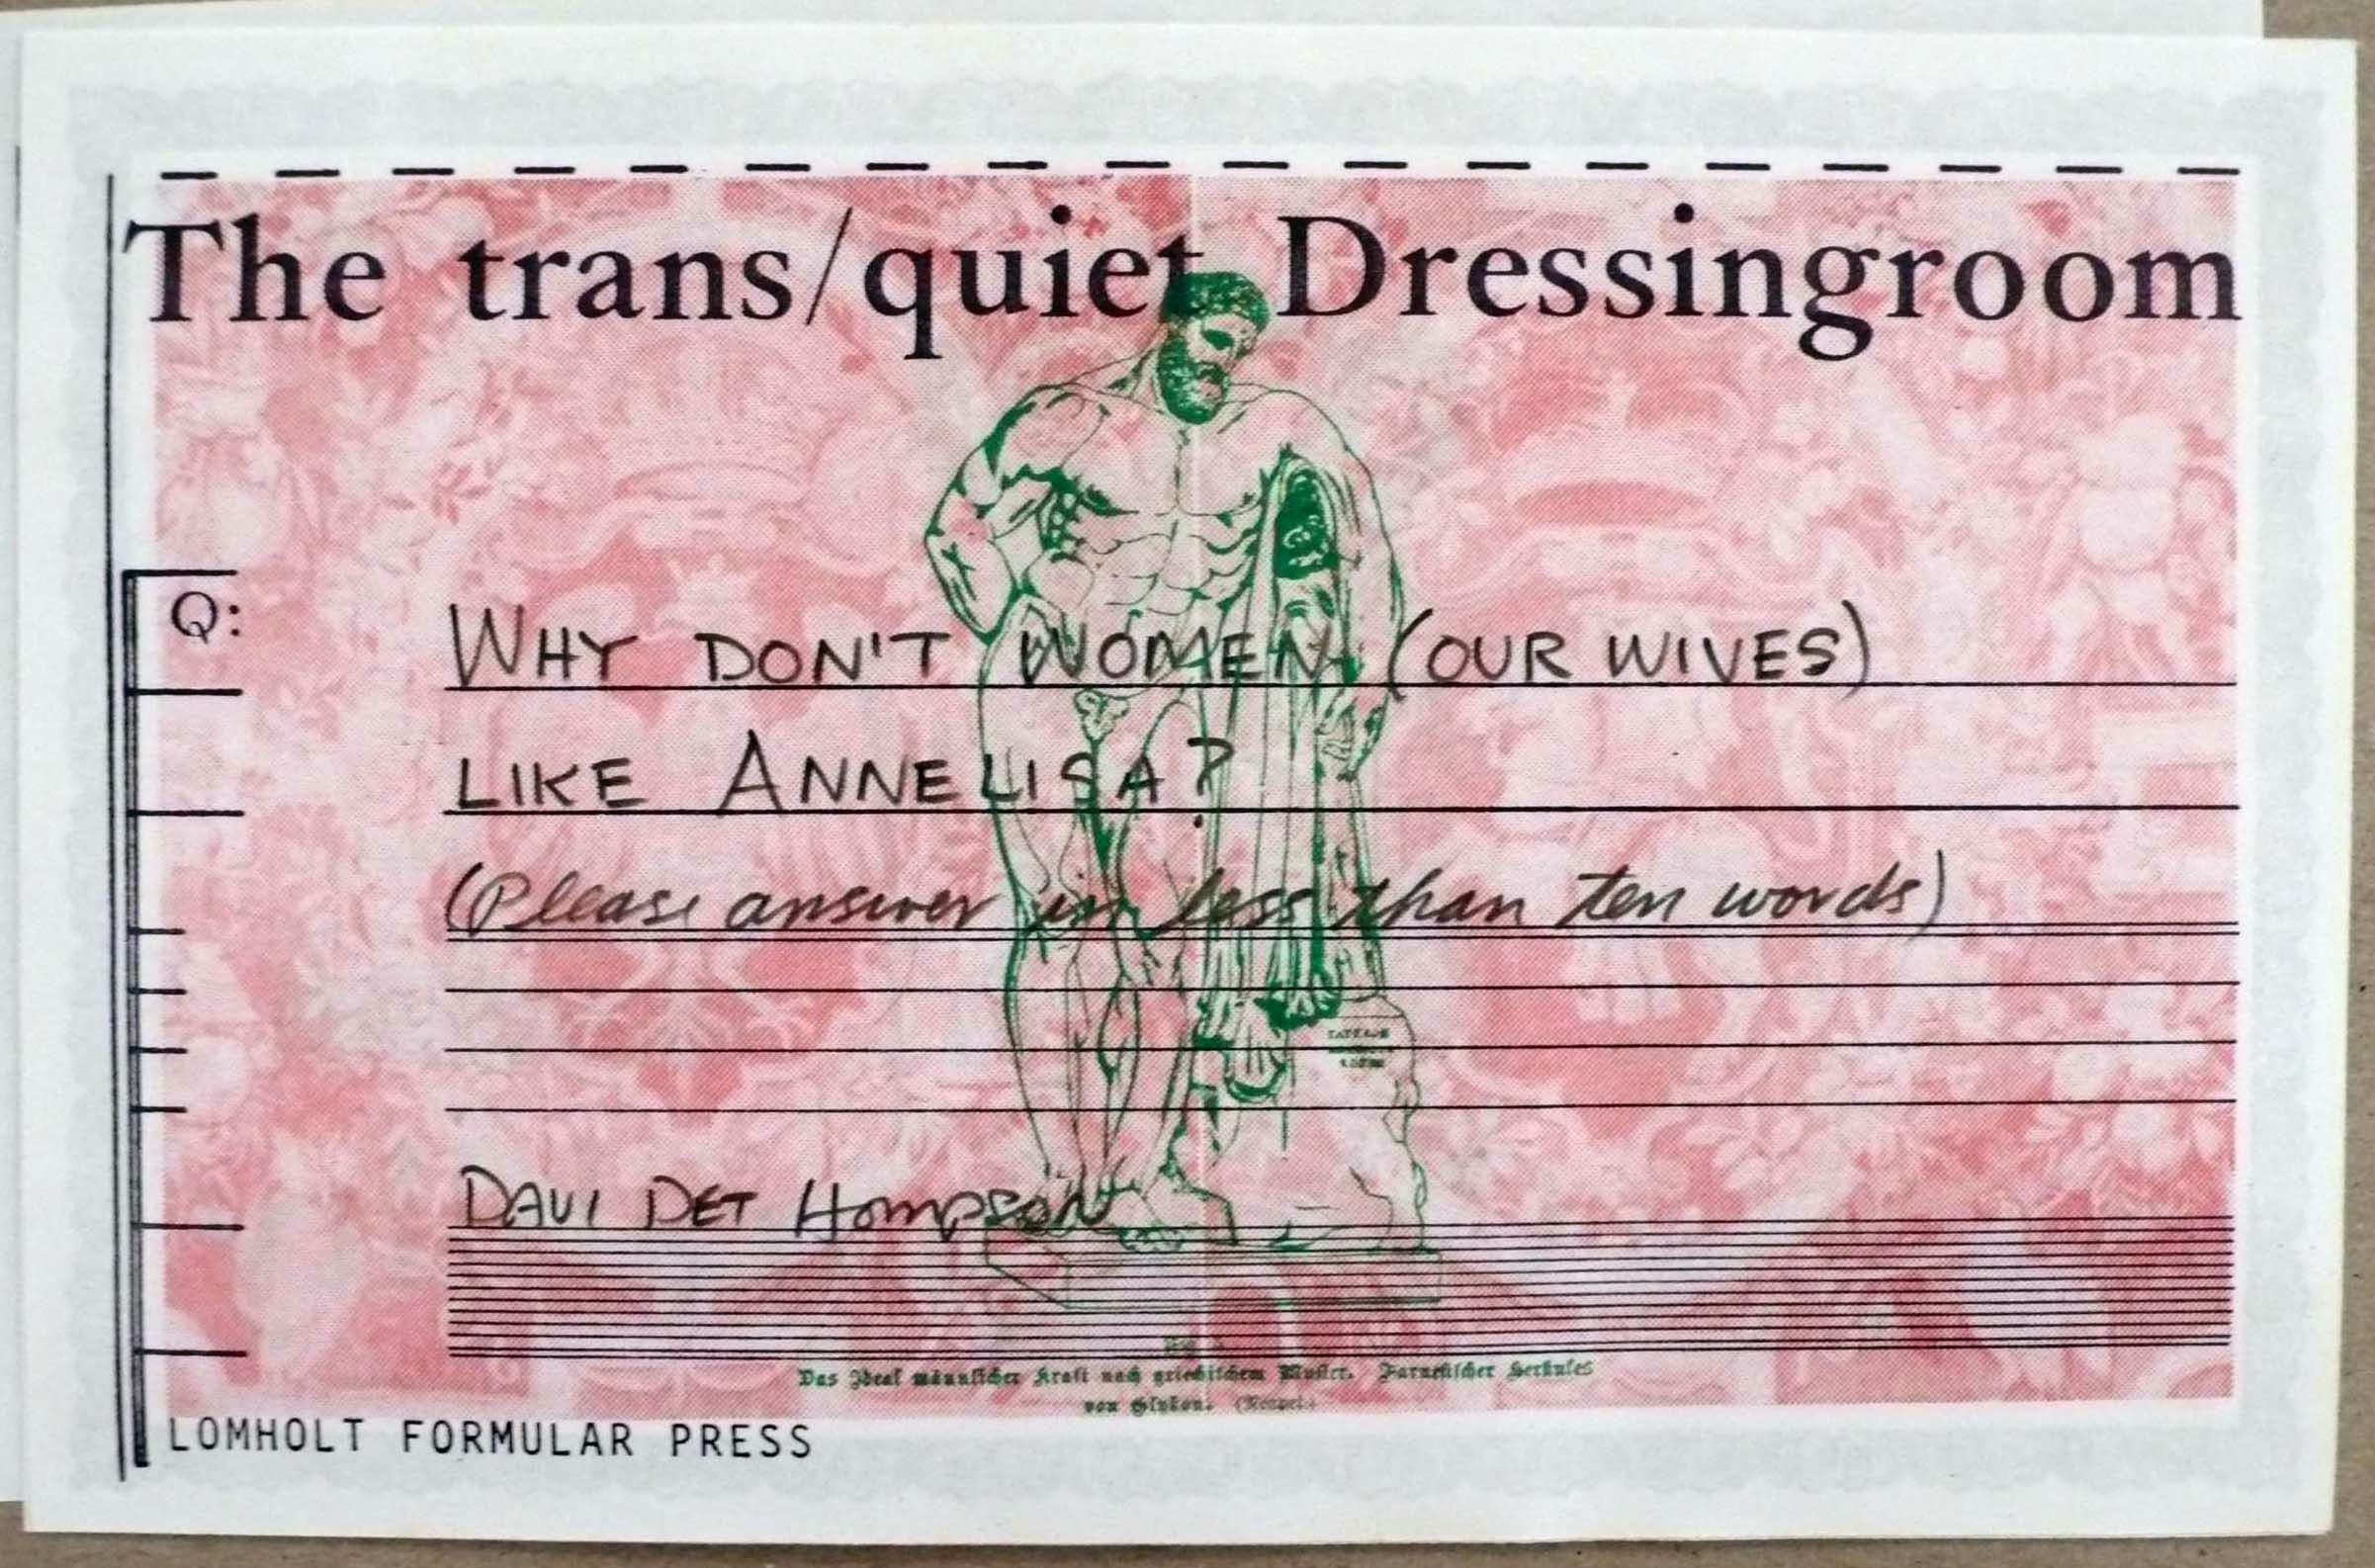 The trans/quiet Dressingroom
Q:
WHY DON'T WOMEN (OUR WIVES)
LIKE ANNELISA?
(Please answer in less than ten words)
DAVI DET HOMPSON
Das Ideal männlicher Kraft nach griechischem Muster. Farnesischer Herkules
von Glykon. (Neapel.)
LOMHOLT FORMULAR PRESS